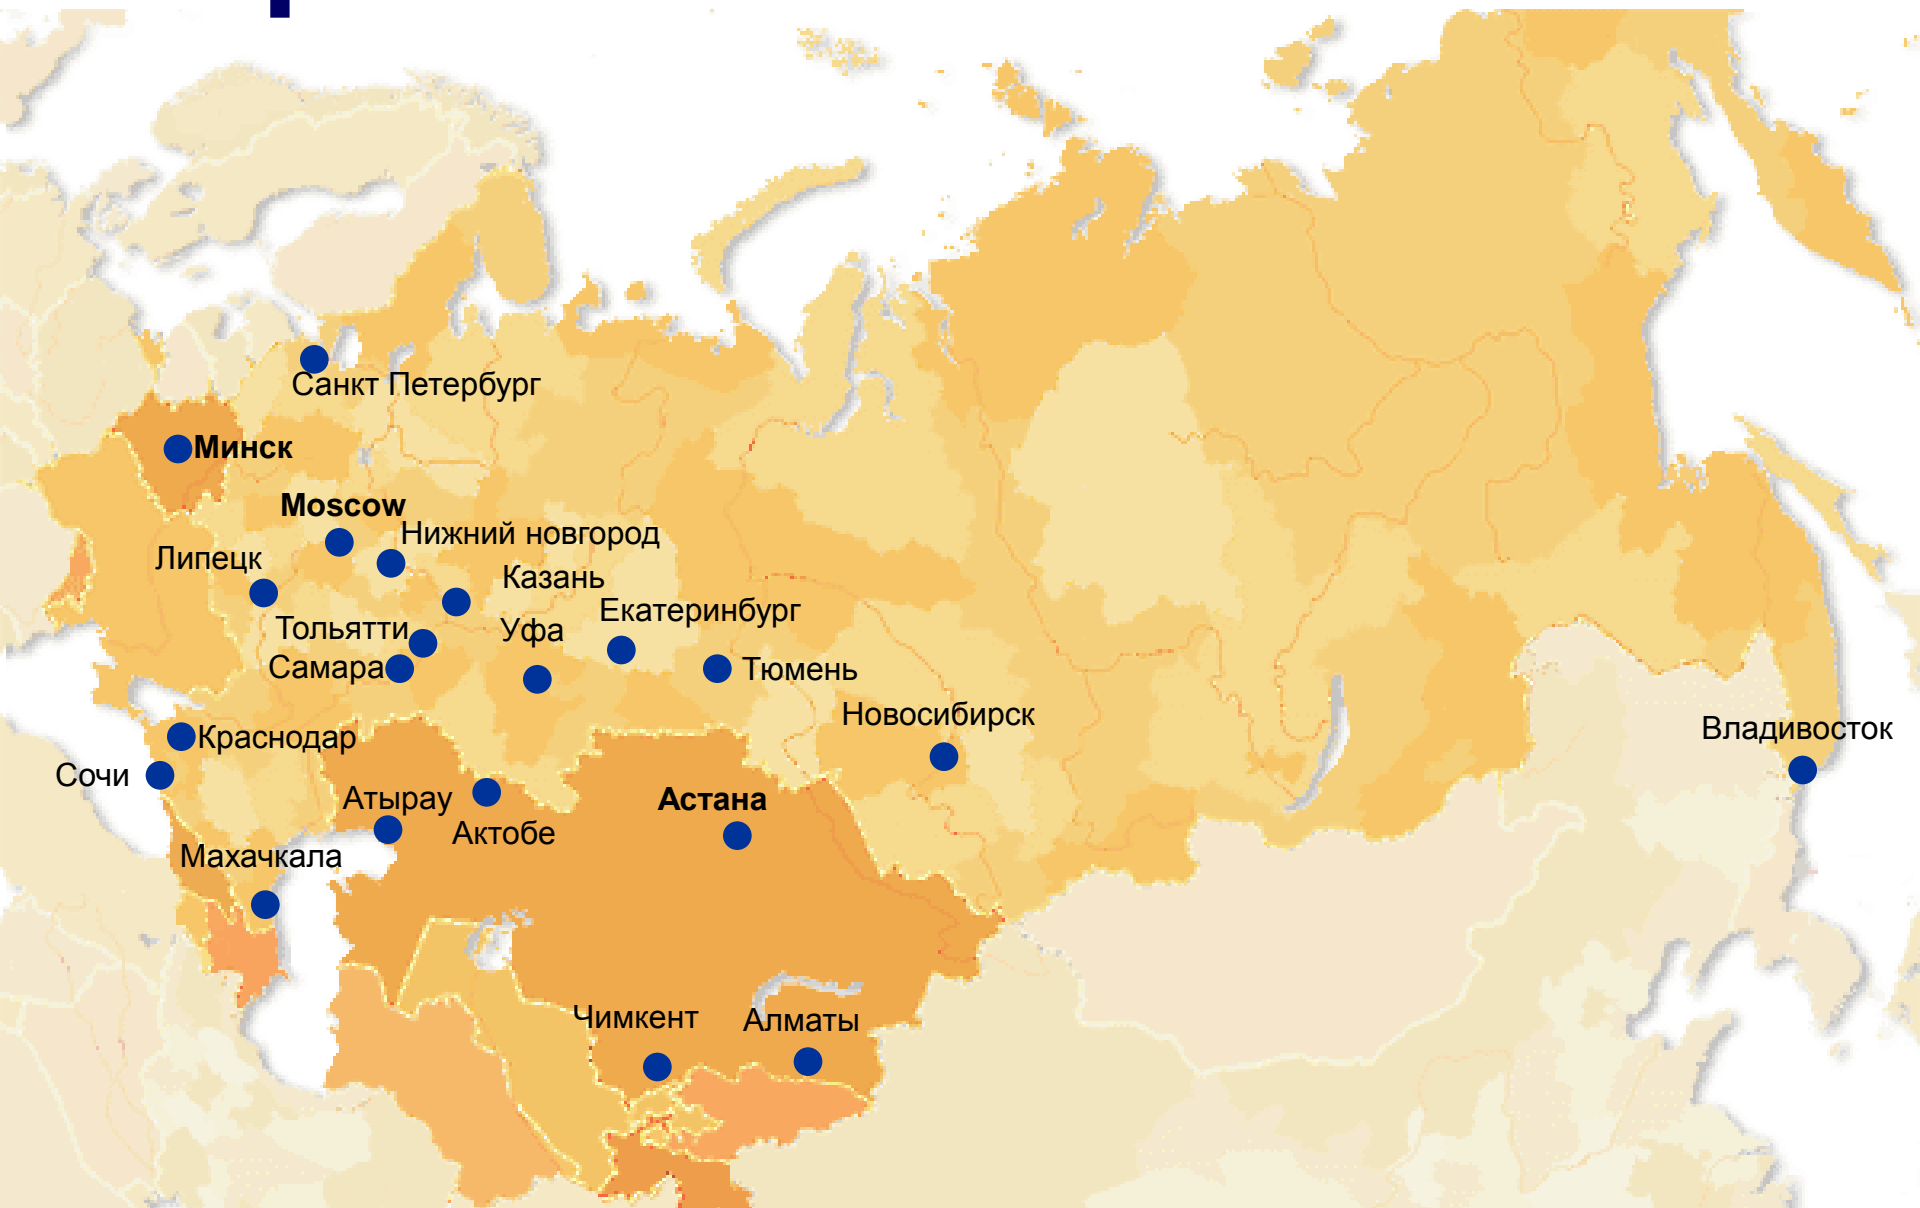 Санкт Петербург
Минск
Moscow
Нижний новгород
Липецк
Казань
Екатеринбург
Тольятти
Уфа
Самара
Тюмень
Новосибирск
Владивосток
Краснодар
Сочи
Атырау
Астана
Актобе
Махачкала
Чимкент
Алматы